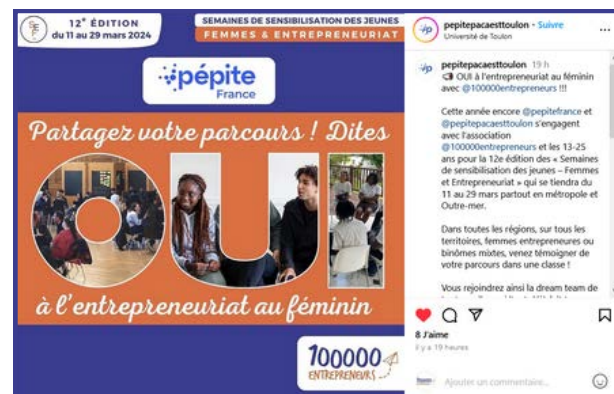 12e ÉDITION
du 11 au 29 mars 2024
SEMAINES DE SENSIBILISATION DES JEUNES
FEMMES & ENTREPRENEURIAT
pépite
France
Partagez votre parcours ! Dites
OUI
à l'entrepreneuriat au féminin
100000
ENTREPRENEURS
pepitepacaesttoulon • Suivre
Université de Toulon
pepitepacaesttoulon 19 h
OUI à l'entrepreneuriat au féminin
avec @100000entrepreneurs !!!
Cette année encore @pepitefrance et
@pepitepacaesttoulon s'engagent
avec l'association
@100000entrepreneurs et les 13-25
ans pour la 12e édition des « Semaines
de sensibilisation des jeunes – Femmes
et Entrepreneuriat » qui se tiendra du
11 au 29 mars partout en métropole et
Outre-mer.
Dans toutes les régions, sur tous les
territoires, femmes entrepreneures ou
binômes mixtes, venez témoigner de
votre parcours dans une classe !
Vous rejoindrez ainsi la dream team de
8 J'aime
il y a 19 heures
Ajouter un commentaire...